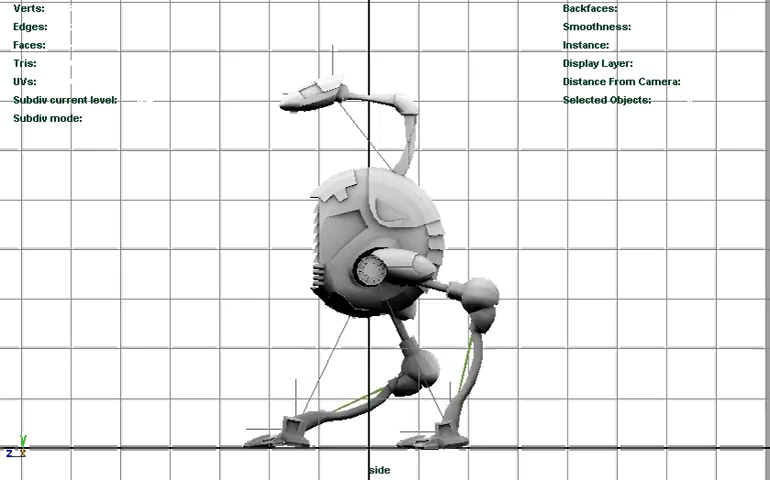 Verts:
Edges:
Faces:
Tris:
UVs:
Subdiv current level:
Subdiv mode:
Backfaces:
Smoothness:
Instance:
Display Layer:
Distance From Camera:
Selected Objects:
y
z x
side